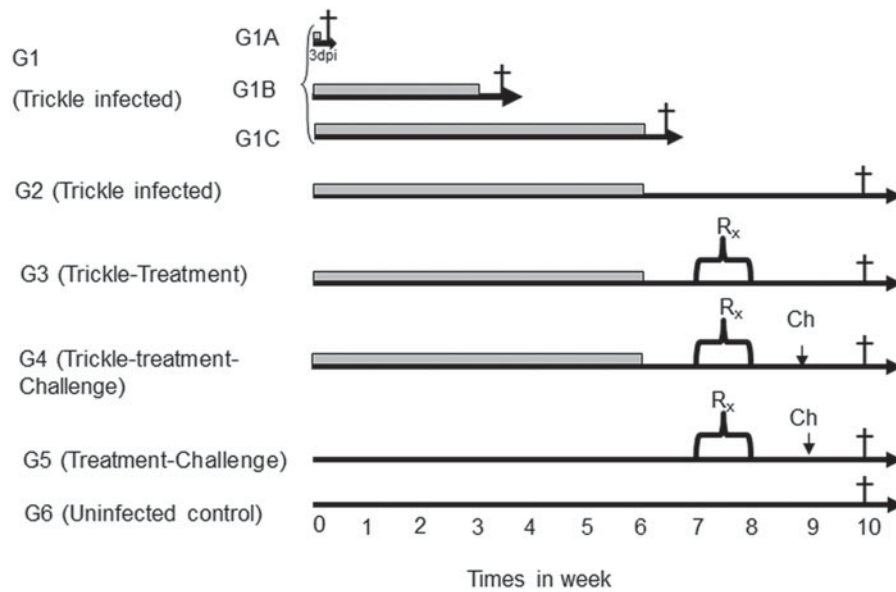 G1
(Trickle infected)
G1A
3dpi
G1B
G1C
G2 (Trickle infected)
Rx
G3 (Trickle-Treatment)
Rx
Ch
G4 (Trickle-treatment-
Challenge)
Rx
Ch
G5 (Treatment-Challenge)
G6 (Uninfected control)
0 1 2 3 4 5 6 7 8 9 10
Times in week